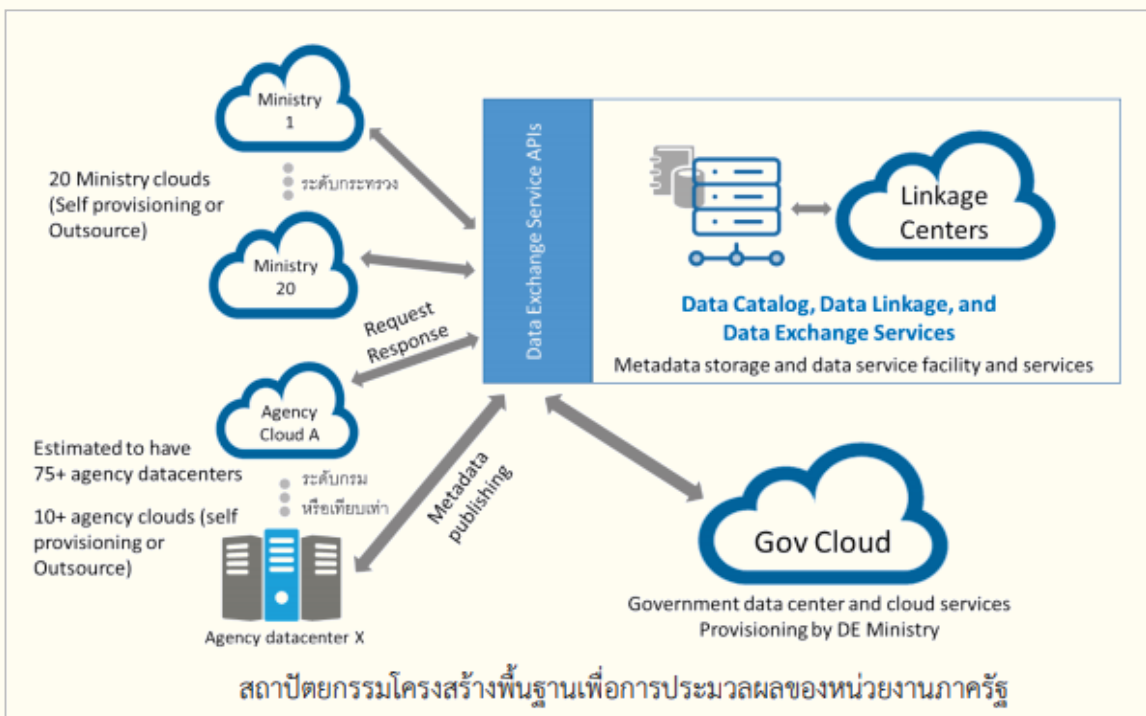 Ministry
1
20 Ministry clouds
(Self provisioning or
Outsource)
ระดับกระทรวง
Ministry
20
Request
Response
Agency
Cloud A
Estimated to have
75+ agency datacenters
10+ agency clouds (self
provisioning or
Outsource)
ระดับกรม
หรือเทียบเท่า
Metadata
publishing
Agency datacenter X
Data Exchange Service APIs
Linkage
Centers
Data Catalog, Data Linkage, and
Data Exchange Services
Metadata storage and data service facility and services
Gov Cloud
Government data center and cloud services
Provisioning by DE Ministry
สถาปัตยกรรมโครงสร้างพื้นฐานเพื่อการประมวลผลของหน่วยงานภาครัฐ